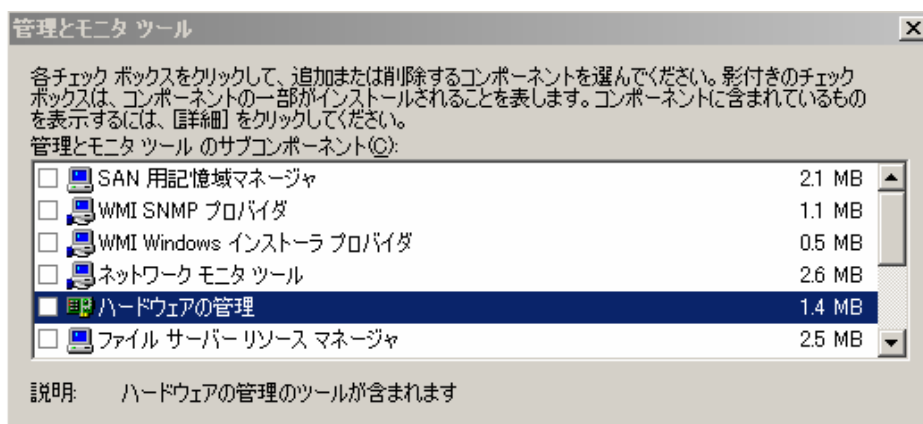 管理とモニタ ツール
各チェック ボックスをクリックして、追加または削除するコンポーネントを選んでください。影付きのチェック
ボックスは、コンポーネントの一部がインストールされることを表します。コンポーネントに含まれているもの
を表示するには、[詳細] をクリックしてください。
管理とモニタ ツール のサブコンポーネント(C):
SAN 用記憶域マネージャ 2.1 MB
WMI SNMP プロバイダ 1.1 MB
WMI Windows インストーラ プロバイダ 0.5 MB
ネットワーク モニタ ツール 2.6 MB
ハードウェアの管理 1.4 MB
ファイル サーバー リソース マネージャ 2.5 MB
説明: ハードウェアの管理のツールが含まれます